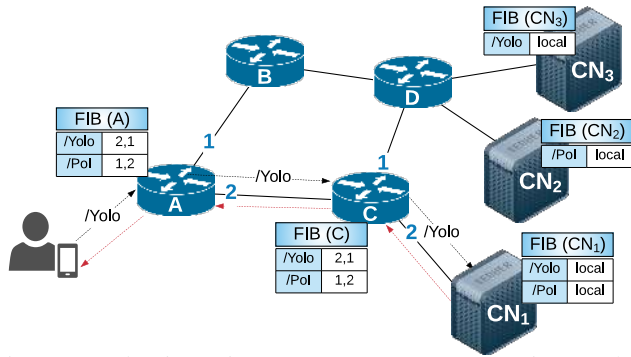 FIB (CN3)
/Yolo local
CN3
B
D
FIB (A)
/Yolo 2,1
/Pol 1,2
1
FIB (CN2)
/Pol local
CN2
/Yolo
1
2
A
C
/Yolo
/Yolo
2
FIB (C)
/Yolo 2,1
/Pol 1,2
FIB (CN1)
/Yolo local
/Pol local
CN1